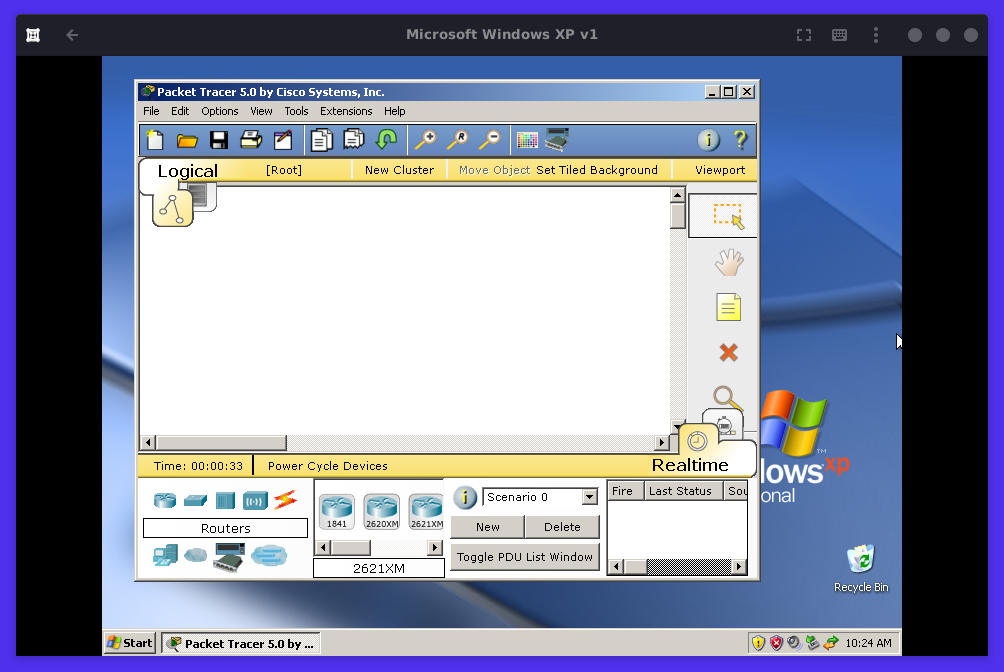 Microsoft Windows XP v1
Packet Tracer 5.0 by Cisco Systems, Inc.
File Edit Options View Tools Extensions Help
Logical [Root] New Cluster Move Object Set Tiled Background Viewport
Time: 00:00:33 Power Cycle Devices Realtime
Routers
1841 2620XM 2621XM
2621XM
Scenario 0
New Delete
Toggle PDU List Window
Fire Last Status Sou
dows xp
TM
ional
Recycle Bin
Start Packet Tracer 5.0 by ... 10:24 AM